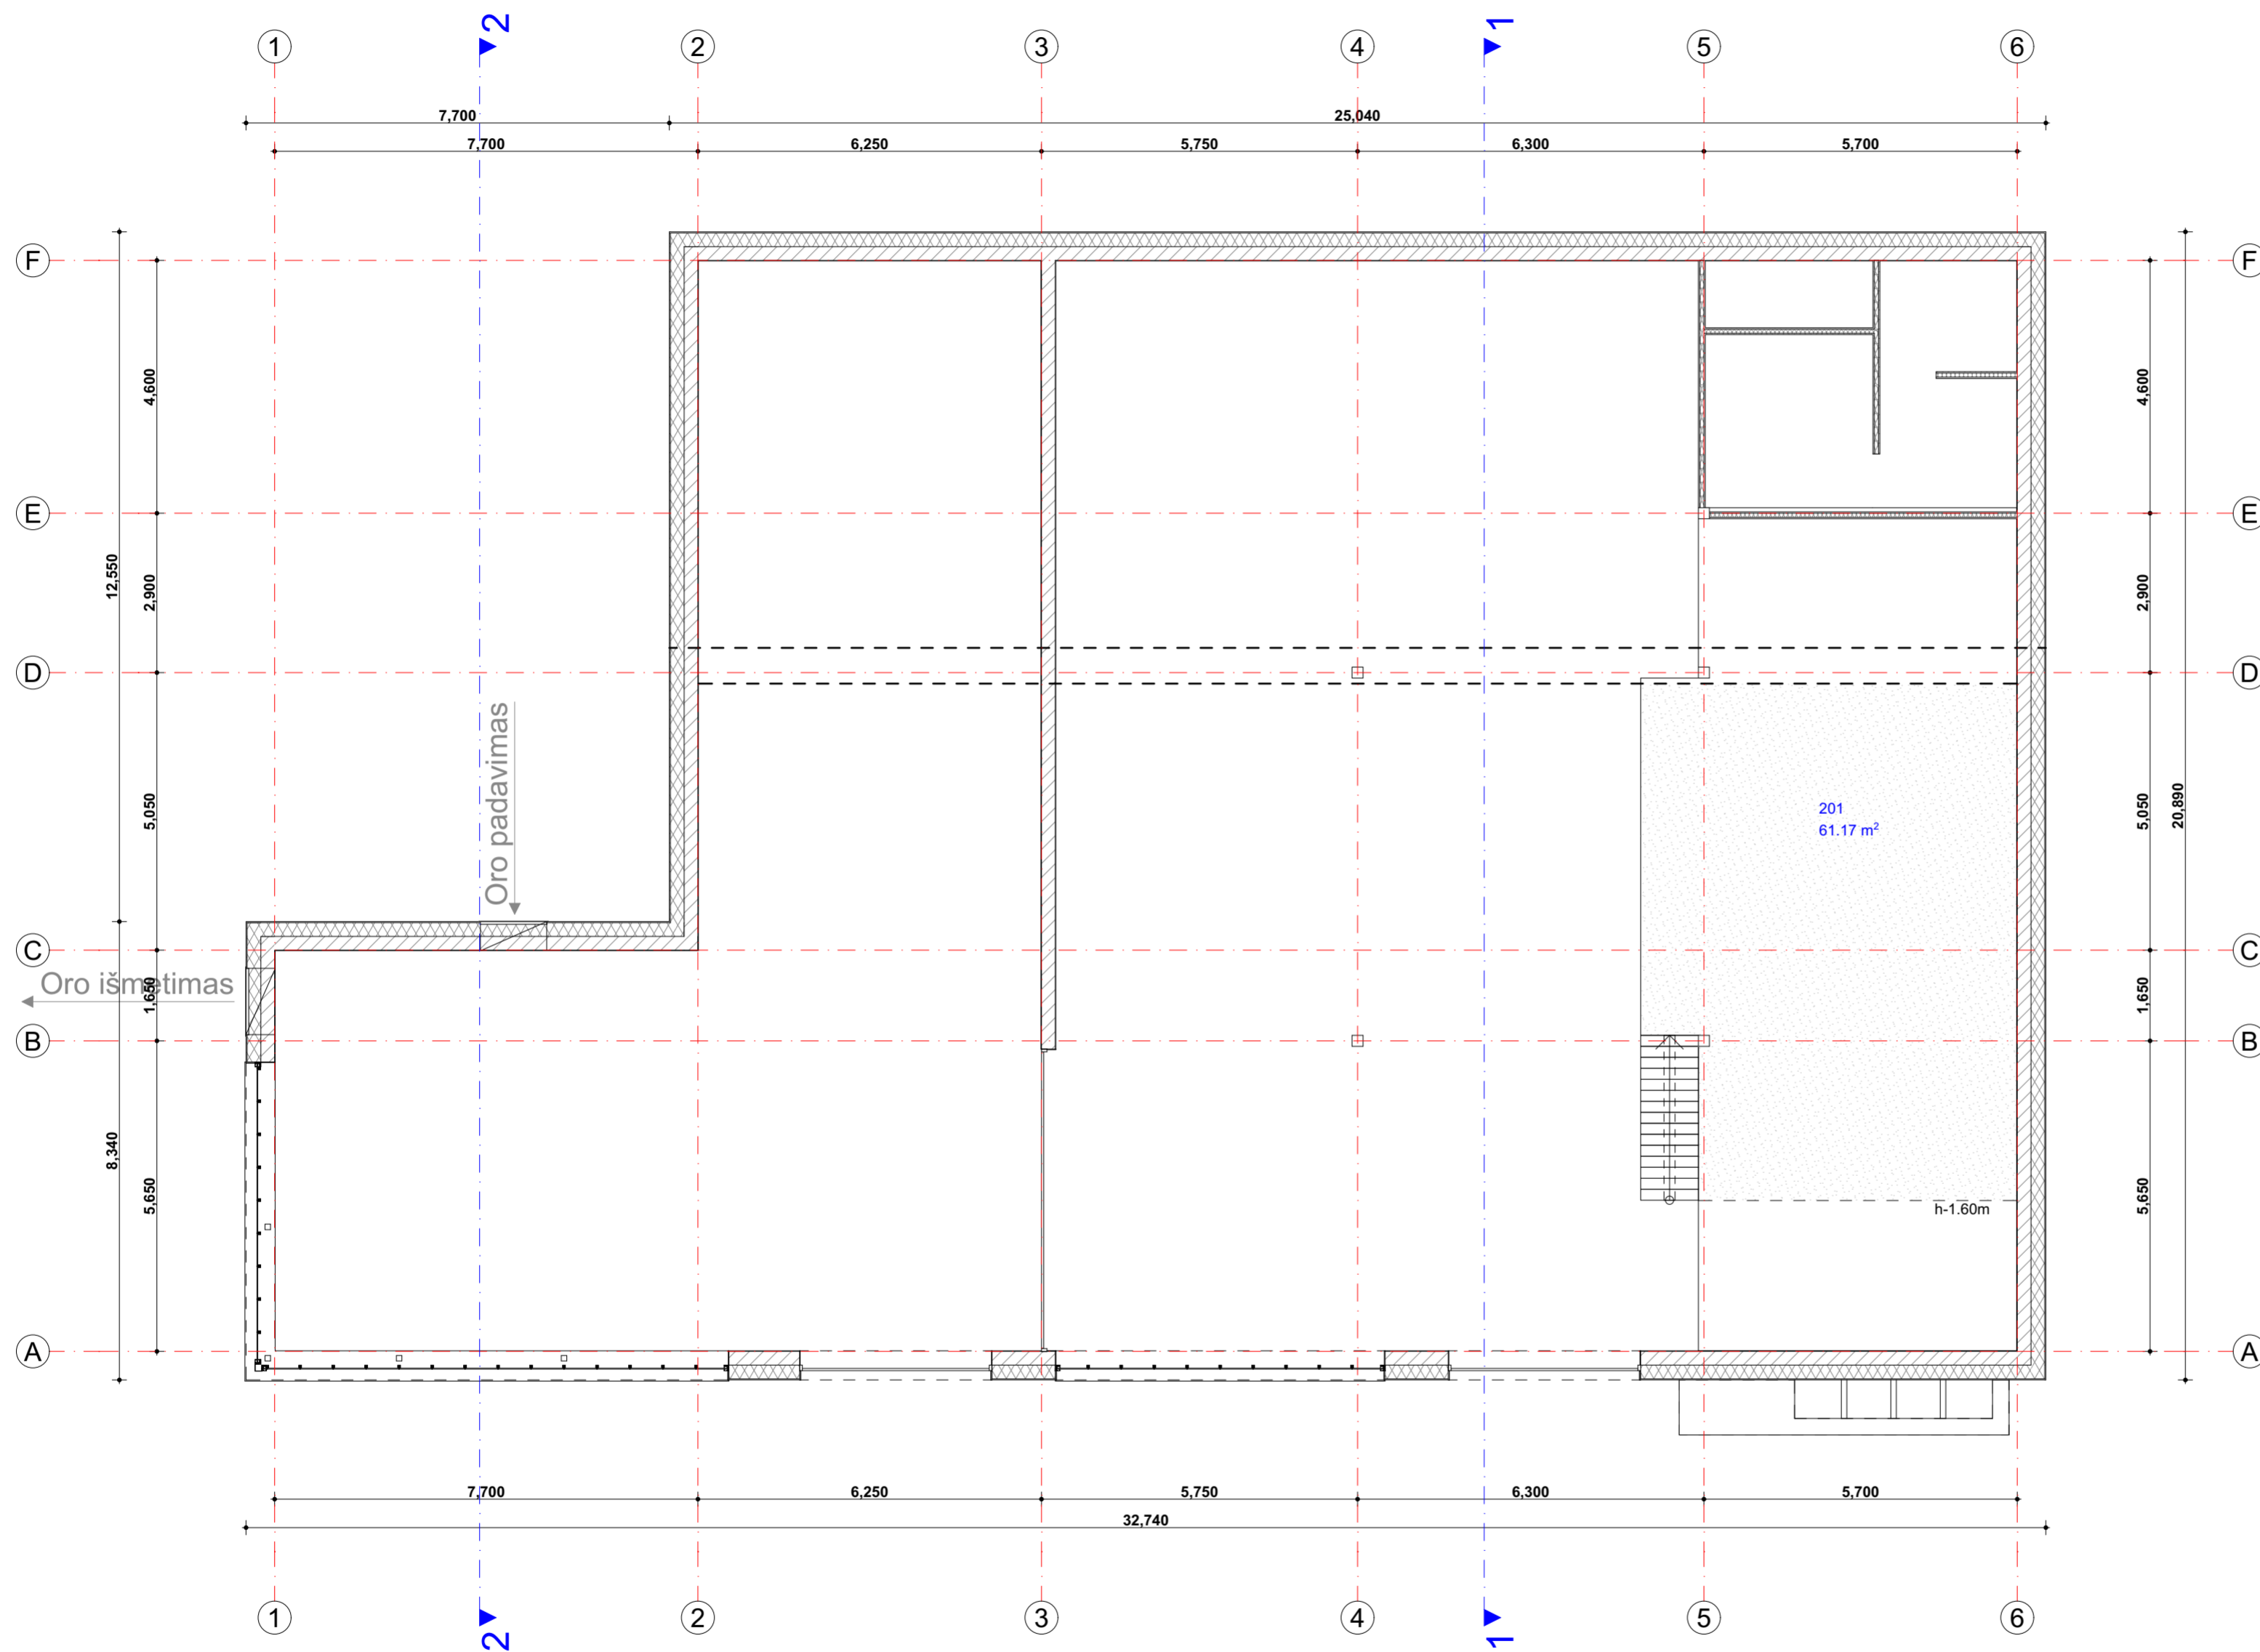 2
1
1
2
3
4
5
6
7,700
25,040
7,700
6,250
5,750
6,300
5,700
F
F
4,600
4,600
E
E
12,550
2,900
2,900
D
D
Oro padavimas
5,050
5,050
20,890
201
61.17 m²
C
C
Oro išmetimas
1,650
1,650
B
B
8,340
5,650
5,650
h-1.60m
A
A
7,700
6,250
5,750
6,300
5,700
32,740
1
2
3
4
5
6
2
1